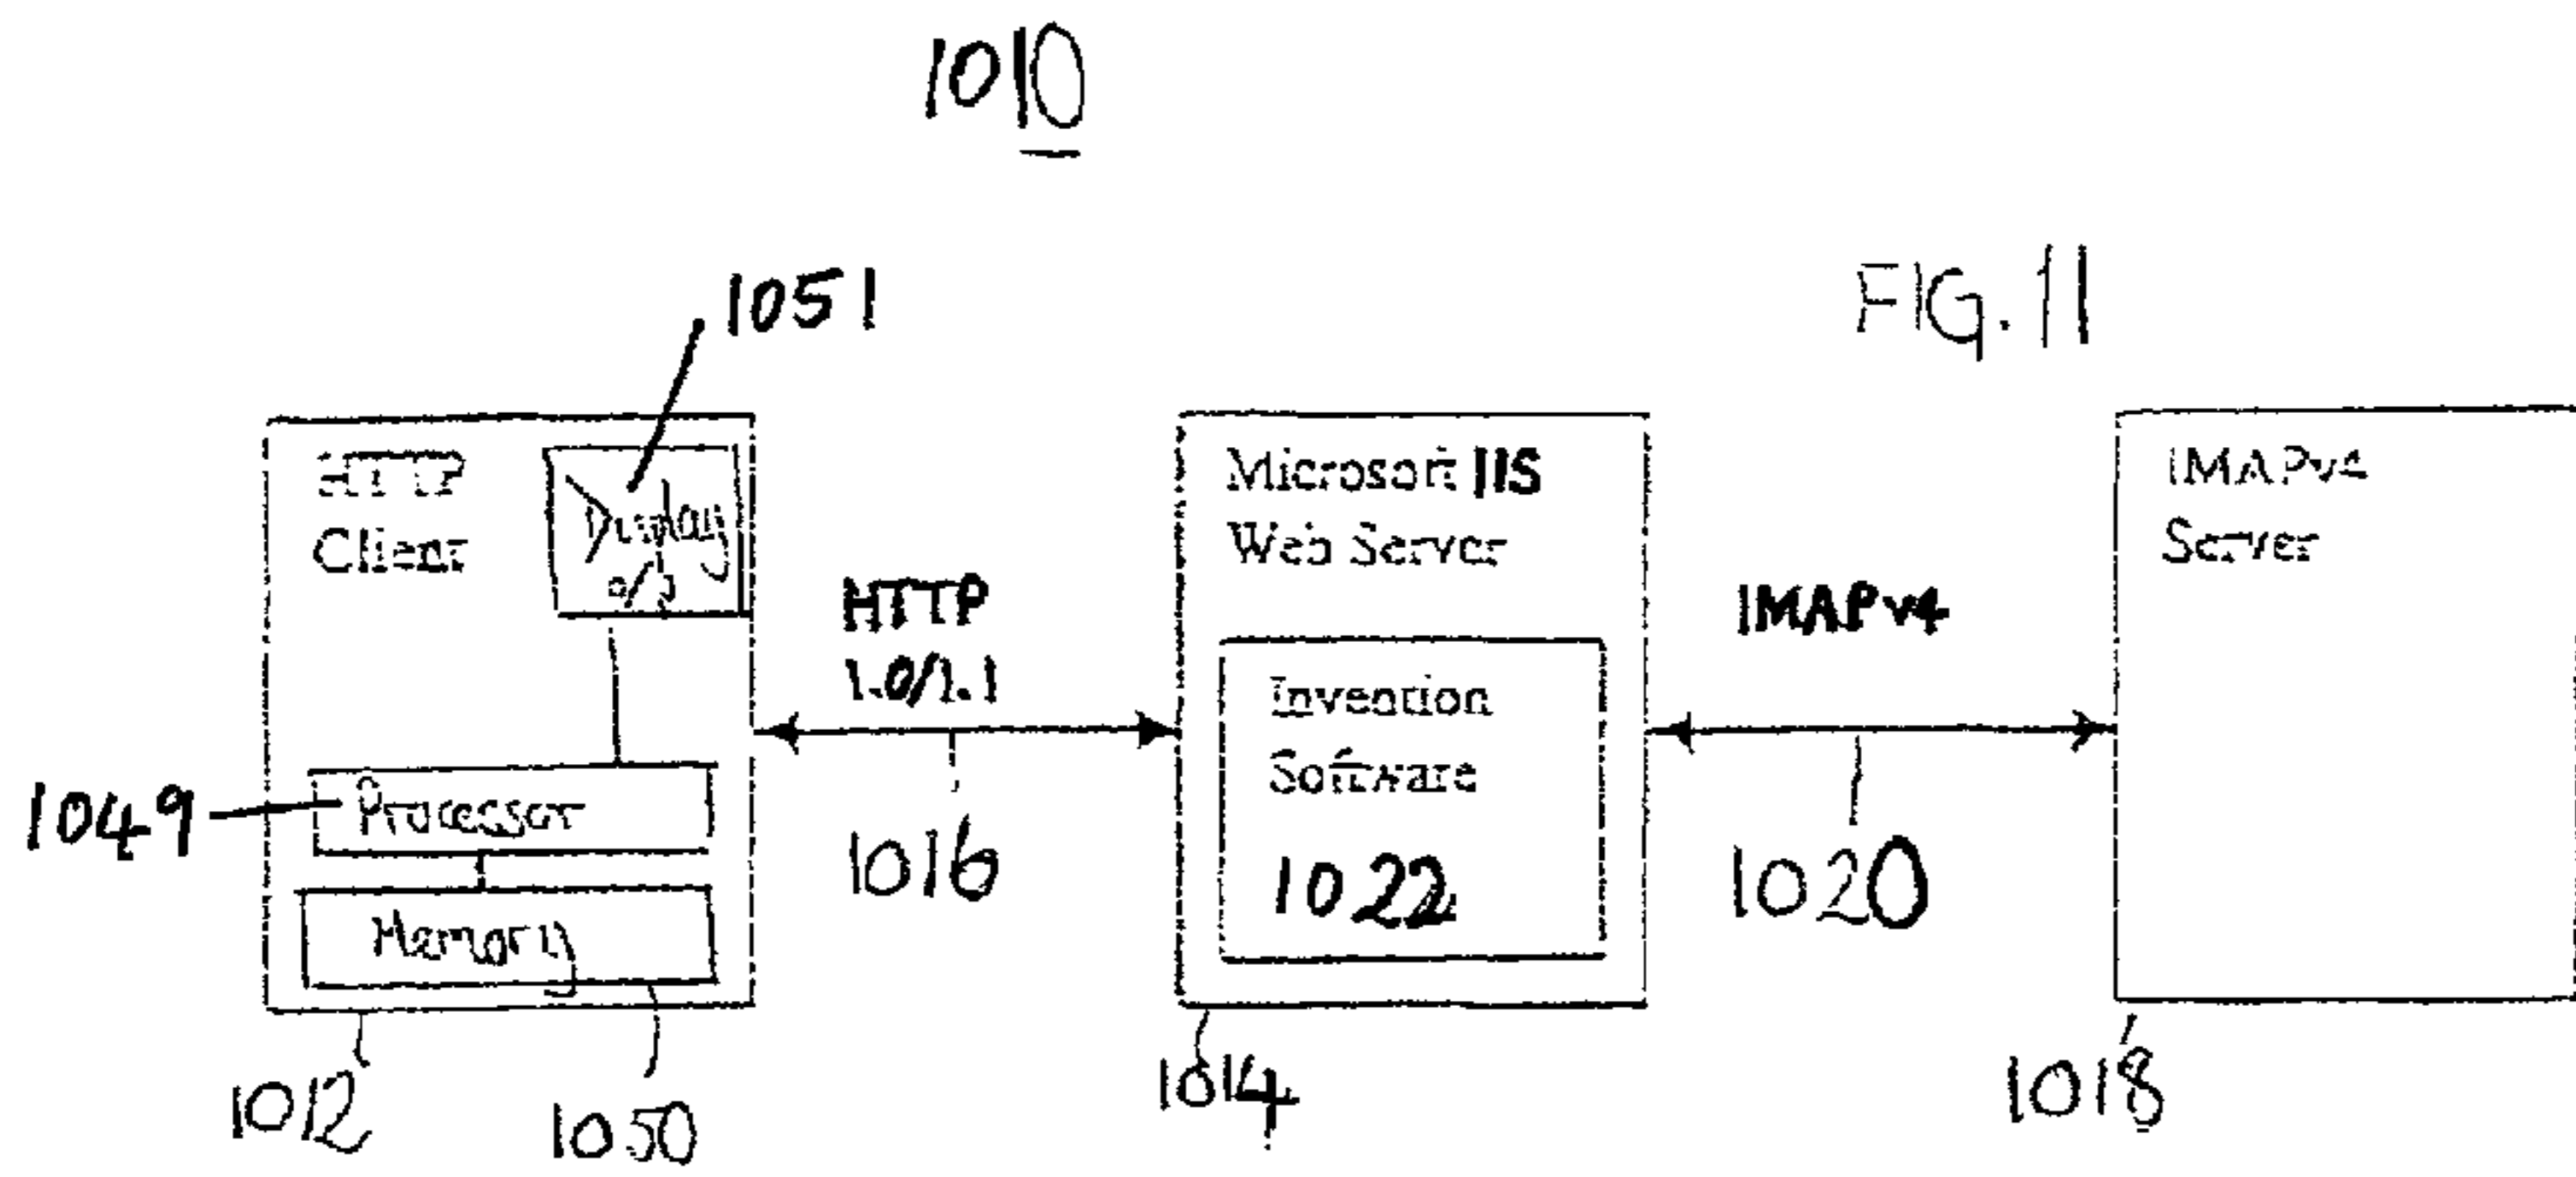 1010
FIG. 11
1051
HTTP
Client
Display
HTTP
1.0/1.1
1016
1049
Processor
Memory
1012
1050
Microsoft IIS
Web Server
Invention
Software
1022
1014
IMAPv4
1020
IMAPv4
Server
1018